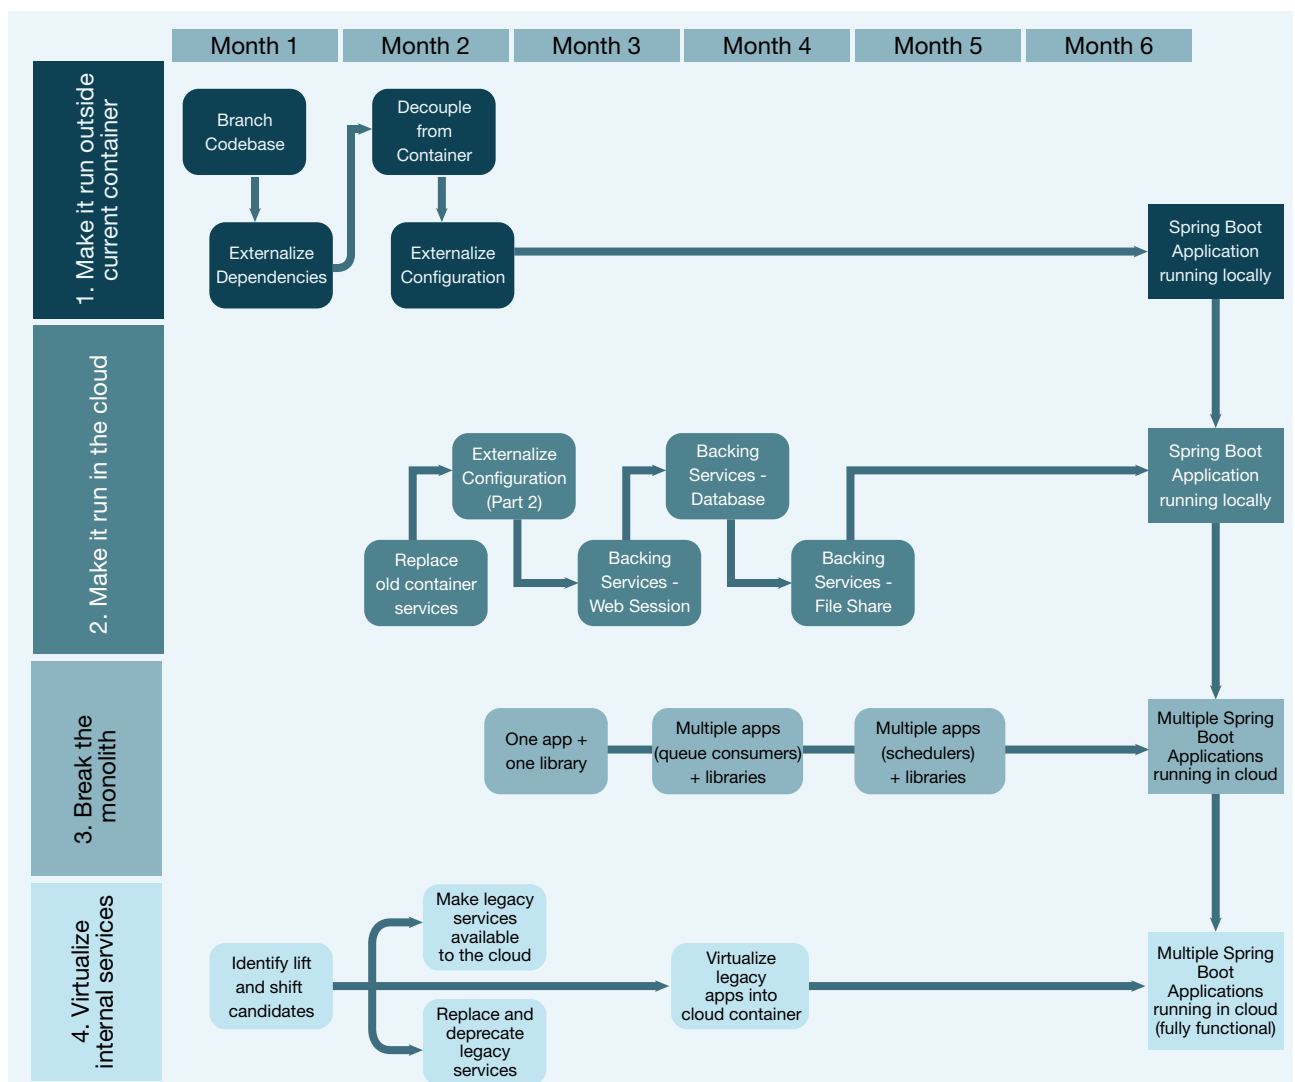 Month 1
Month 2
Month 3
Month 4
Month 5
Month 6
1. Make it run outside
current container
Branch
Codebase
Externalize
Dependencies
Decouple
from
Container
Externalize
Configuration
Spring Boot
Application
running locally
2. Make it run in the cloud
Replace
old container
services
Externalize
Configuration
(Part 2)
Backing
Services -
Web Session
Backing
Services -
Database
Backing
Services -
File Share
Spring Boot
Application
running locally
3. Break the
monolith
One app +
one library
Multiple apps
(queue consumers)
+ libraries
Multiple apps
(schedulers)
+ libraries
Multiple Spring
Boot
Applications
running in cloud
4. Virtualize
internal services
Identify lift
and shift
candidates
Make legacy
services
available
to the cloud
Replace and
deprecate
legacy
services
Virtualize
legacy
apps into
cloud container
Multiple Spring
Boot
Applications
running in cloud
(fully functional)